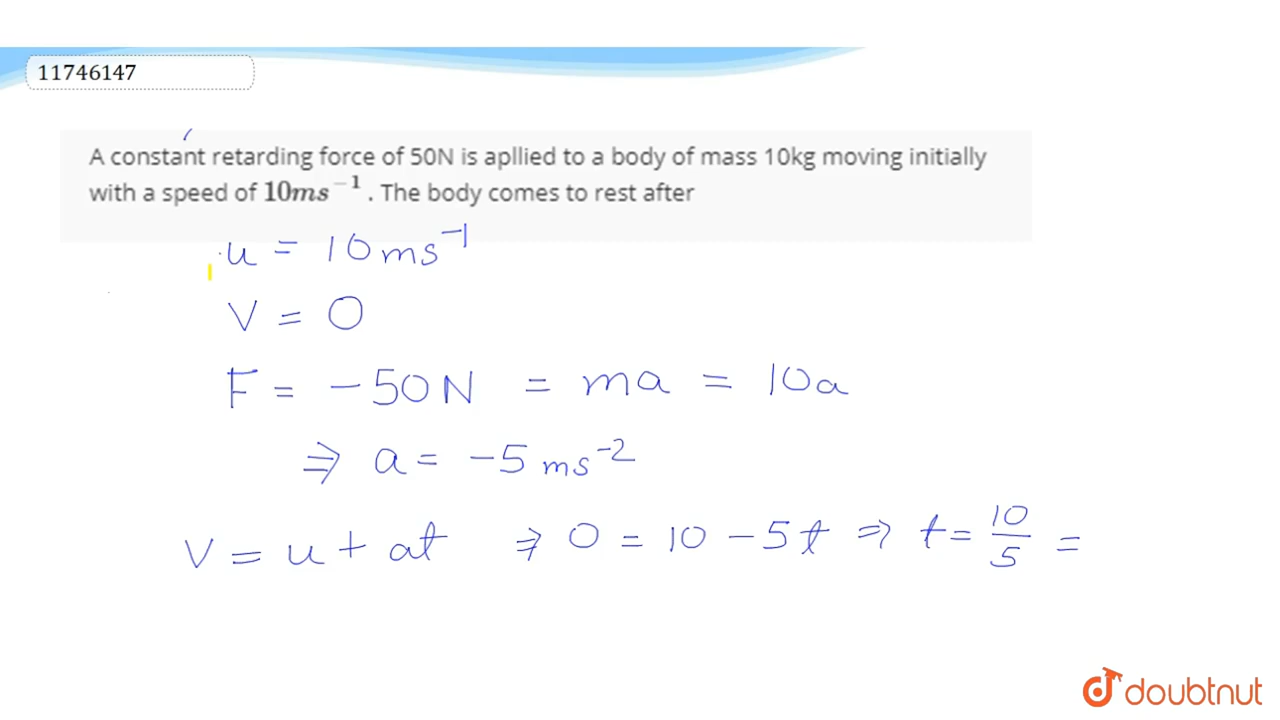 11746147
A constant retarding force of 50N is apllied to a body of mass 10kg moving initially
with a speed of 10ms⁻¹. The body comes to rest after
u = 10 ms⁻¹
V = 0
F = -50 N = ma = 10a
⇒ a = -5 ms⁻²
V = u + at ⇒ 0 = 10 - 5t ⇒ t = 10/5 =
doubtnut